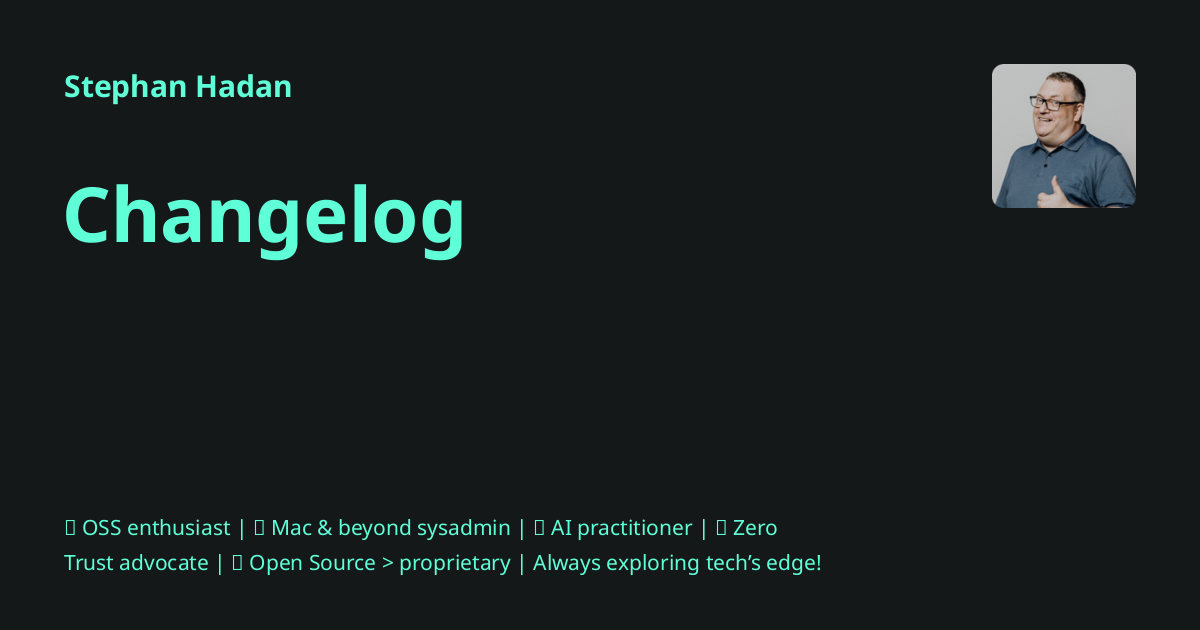 Stephan Hadan
Changelog
▯ OSS enthusiast | ▯ Mac & beyond sysadmin | ▯ AI practitioner | ▯ Zero
Trust advocate | ▯ Open Source > proprietary | Always exploring tech’s edge!